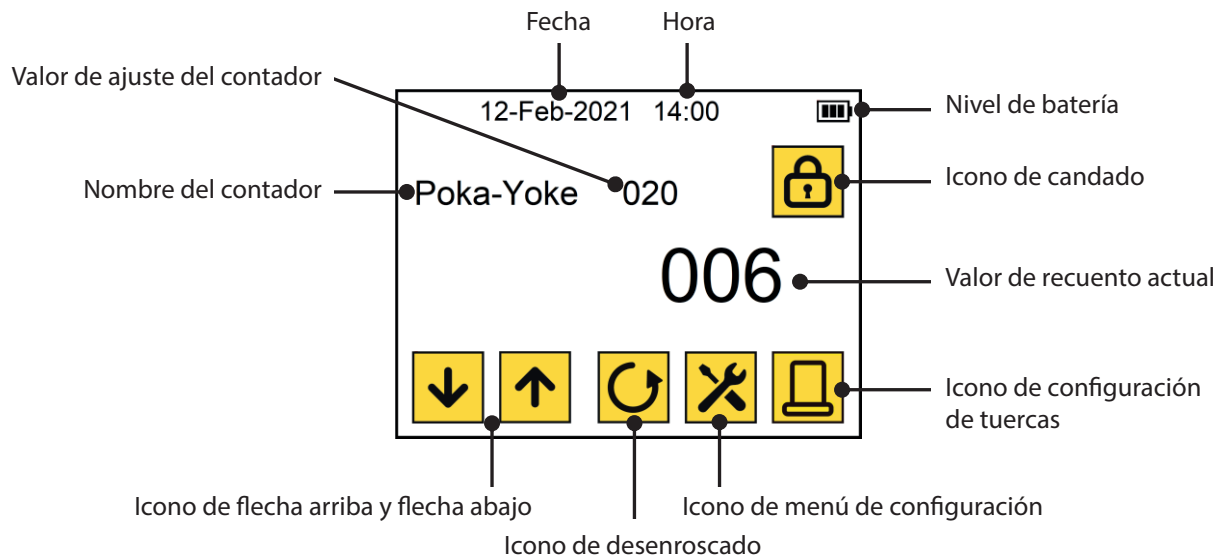 Fecha
Hora
Valor de ajuste del contador
12-Feb-2021 14:00
Nivel de batería
Nombre del contador
Poka-Yoke 020
Icono de candado
006
Valor de recuento actual
Icono de configuración
de tuercas
Icono de flecha arriba y flecha abajo
Icono de menú de configuración
Icono de desenroscado